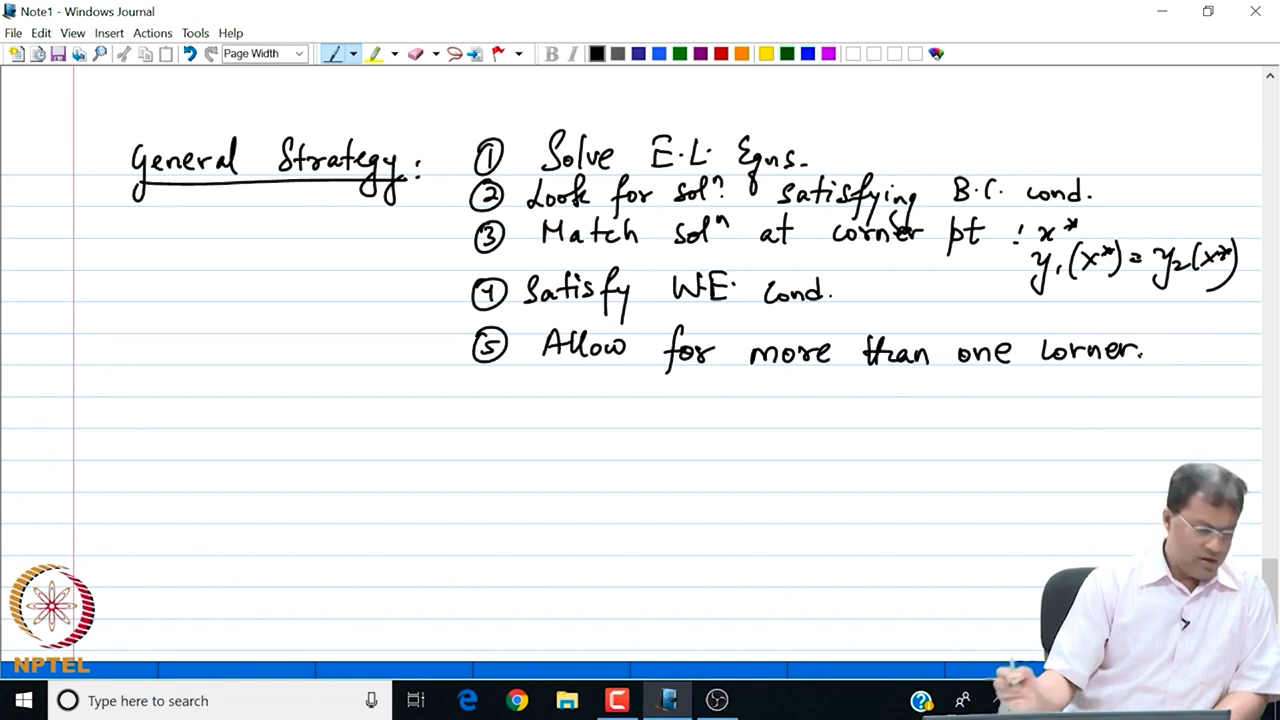 Note1 - Windows Journal
File Edit View Insert Actions Tools Help
Page Width
B I
General Strategy : ① Solve E.L. Eqns.
② Look for solⁿ. satisfying B.C. cond.
③ Match solⁿ at corner pt : x*
y₁(x*) = y₂(x*)
④ Satisfy W.E. cond.
⑤ Allow for more than one corner.
NPTEL
Type here to search